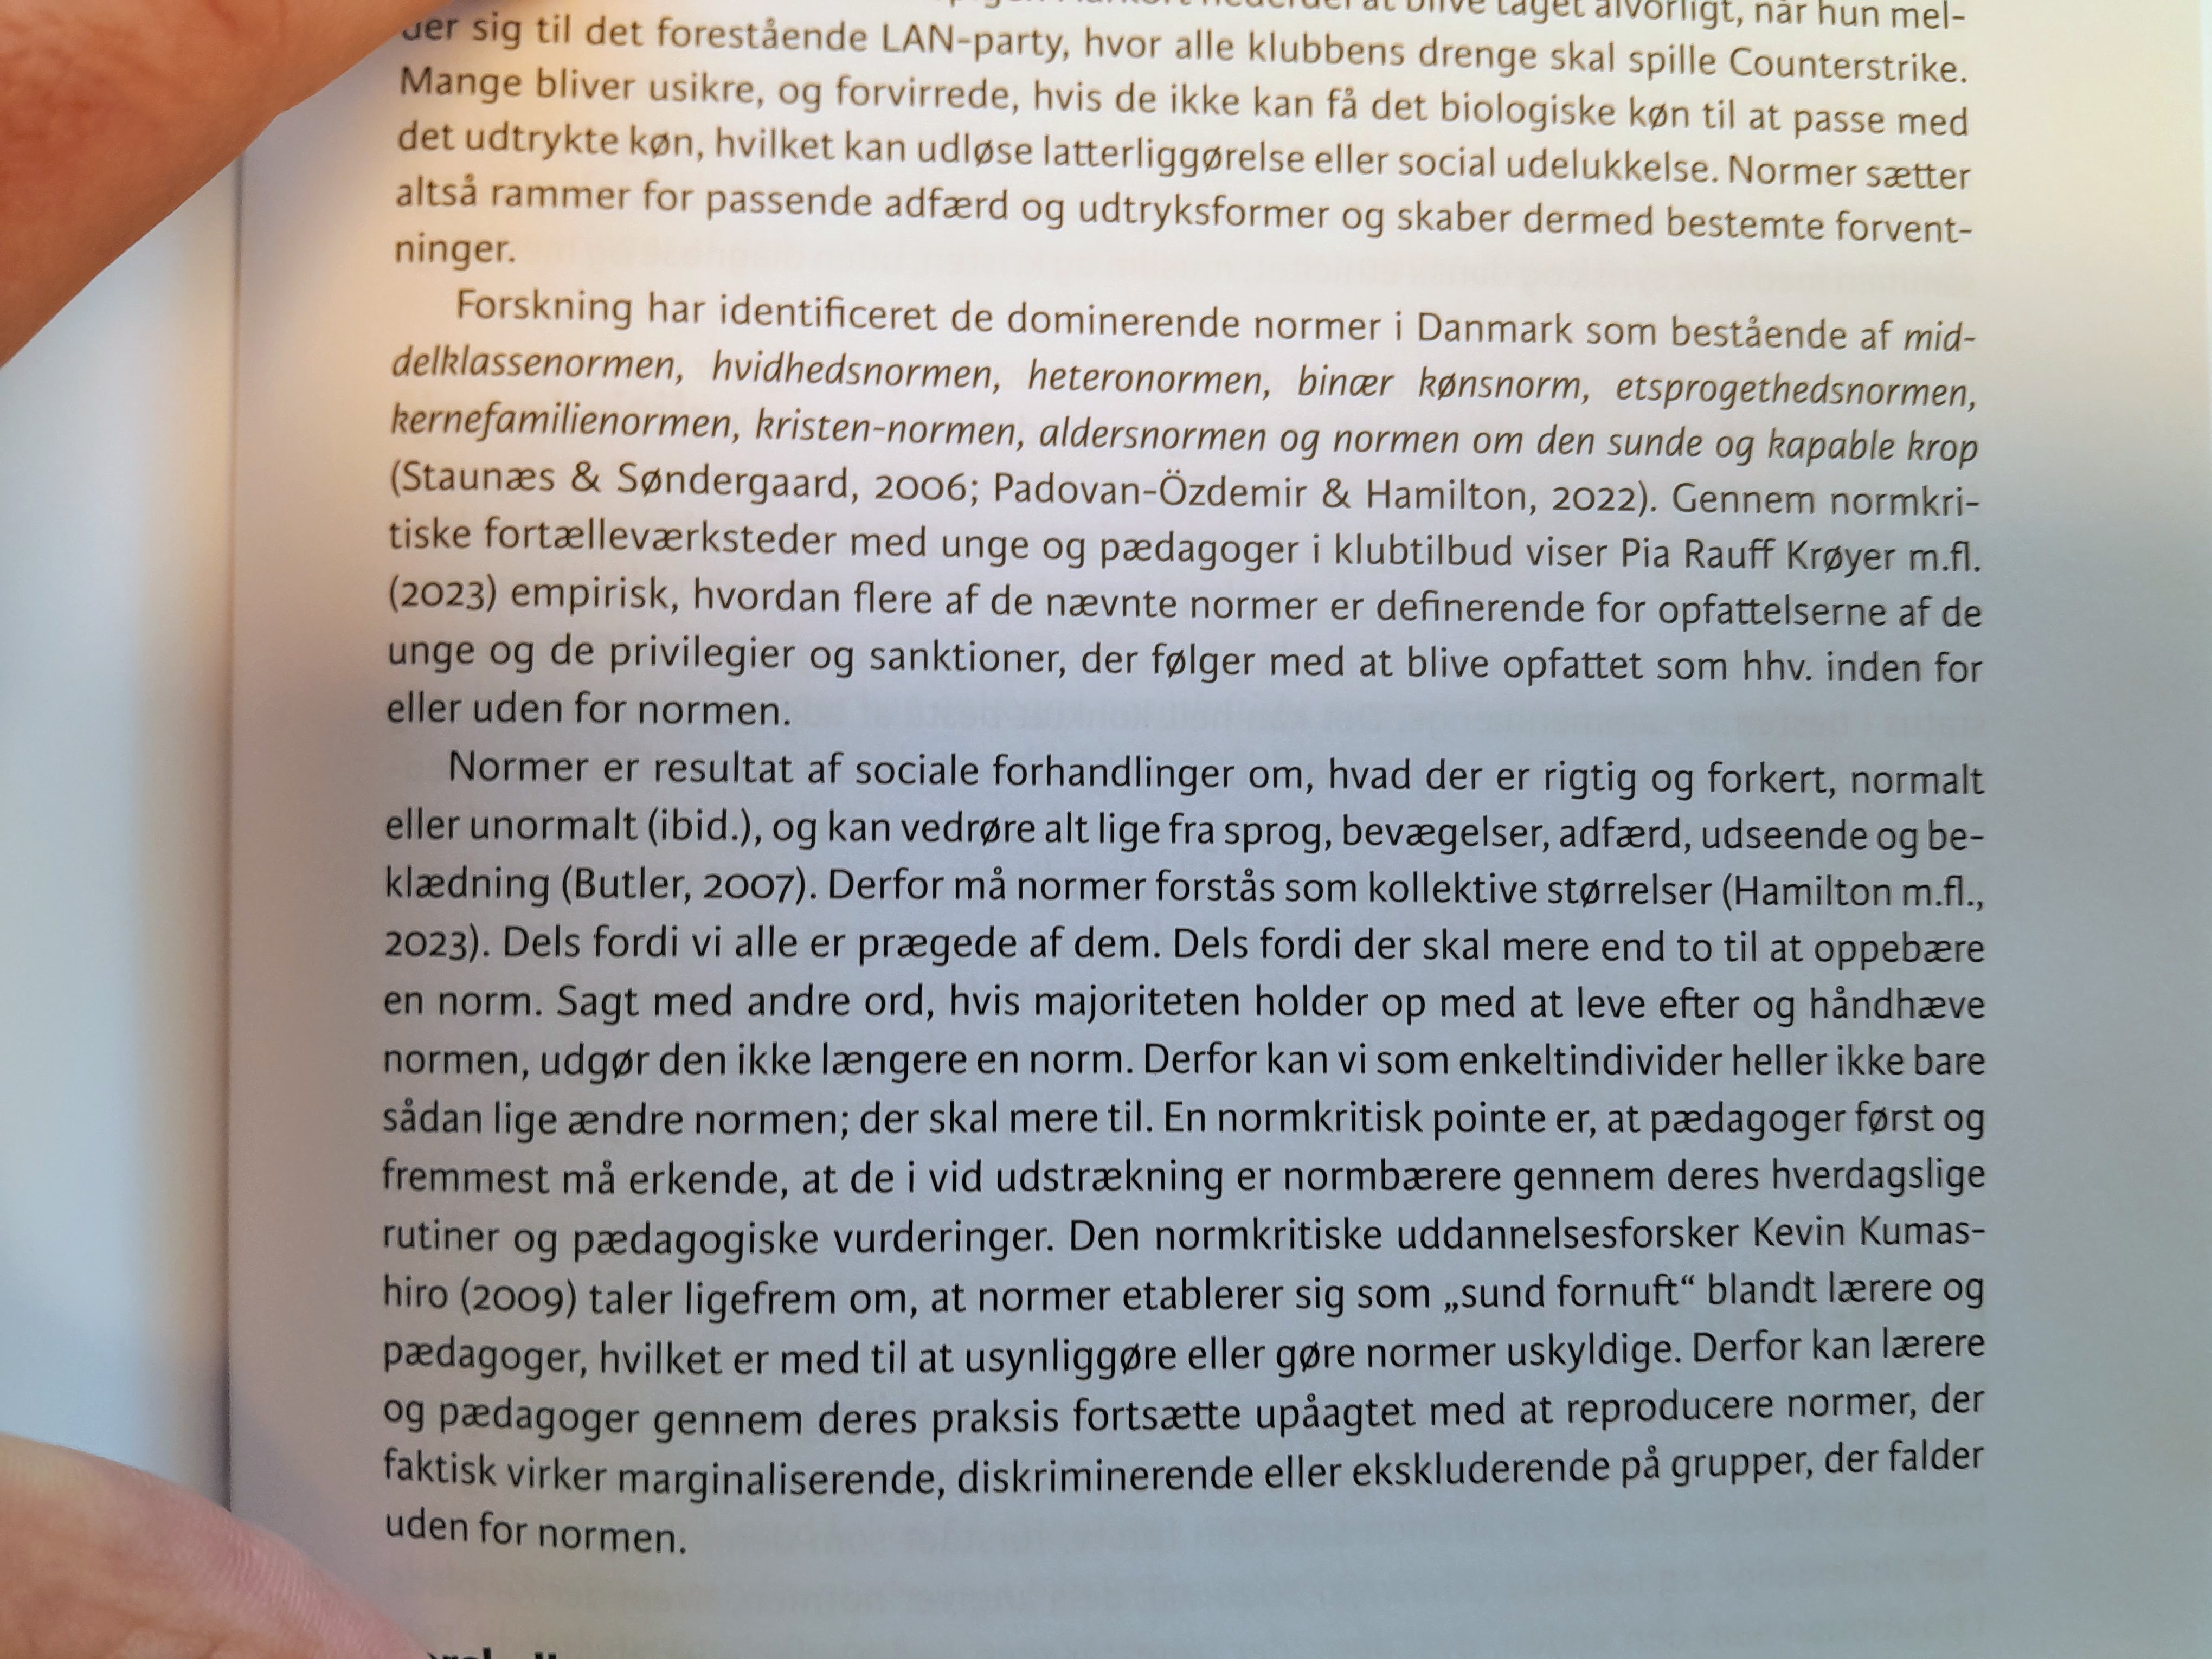 at blive taget alvorligt, når hun mel-
der sig til det forestående LAN-party, hvor alle klubbens drenge skal spille Counterstrike.
Mange bliver usikre, og forvirrede, hvis de ikke kan få det biologiske køn til at passe med
det udtrykte køn, hvilket kan udløse latterliggørelse eller social udelukkelse. Normer sætter
altså rammer for passende adfærd og udtryksformer og skaber dermed bestemte forvent-
ninger.
Forskning har identificeret de dominerende normer i Danmark som bestående af mid-
delklassenormen, hvidhedsnormen, heteronormen, binær kønsnorm, etsprogethedsnormen,
kernefamilienormen, kristen-normen, aldersnormen og normen om den sunde og kapable krop
(Staunæs & Søndergaard, 2006; Padovan-Özdemir & Hamilton, 2022). Gennem normkri-
tiske fortælleværksteder med unge og pædagoger i klubtilbud viser Pia Rauff Krøyer m.fl.
(2023) empirisk, hvordan flere af de nævnte normer er definerende for opfattelserne af de
unge og de privilegier og sanktioner, der følger med at blive opfattet som hhv. inden for
eller uden for normen.
Normer er resultat af sociale forhandlinger om, hvad der er rigtig og forkert, normalt
eller unormalt (ibid.), og kan vedrøre alt lige fra sprog, bevægelser, adfærd, udseende og be-
klædning (Butler, 2007). Derfor må normer forstås som kollektive størrelser (Hamilton m.fl.,
2023). Dels fordi vi alle er prægede af dem. Dels fordi der skal mere end to til at oppebære
en norm. Sagt med andre ord, hvis majoriteten holder op med at leve efter og håndhæve
normen, udgør den ikke længere en norm. Derfor kan vi som enkeltindivider heller ikke bare
sådan lige ændre normen; der skal mere til. En normkritisk pointe er, at pædagoger først og
fremmest må erkende, at de i vid udstrækning er normbærere gennem deres hverdagslige
rutiner og pædagogiske vurderinger. Den normkritiske uddannelsesforsker Kevin Kumas-
hiro (2009) taler ligefrem om, at normer etablerer sig som „sund fornuft“ blandt lærere og
pædagoger, hvilket er med til at usynliggøre eller gøre normer uskyldige. Derfor kan lærere
og pædagoger gennem deres praksis fortsætte upåagtet med at reproducere normer, der
faktisk virker marginaliserende, diskriminerende eller ekskluderende på grupper, der falder
uden for normen.